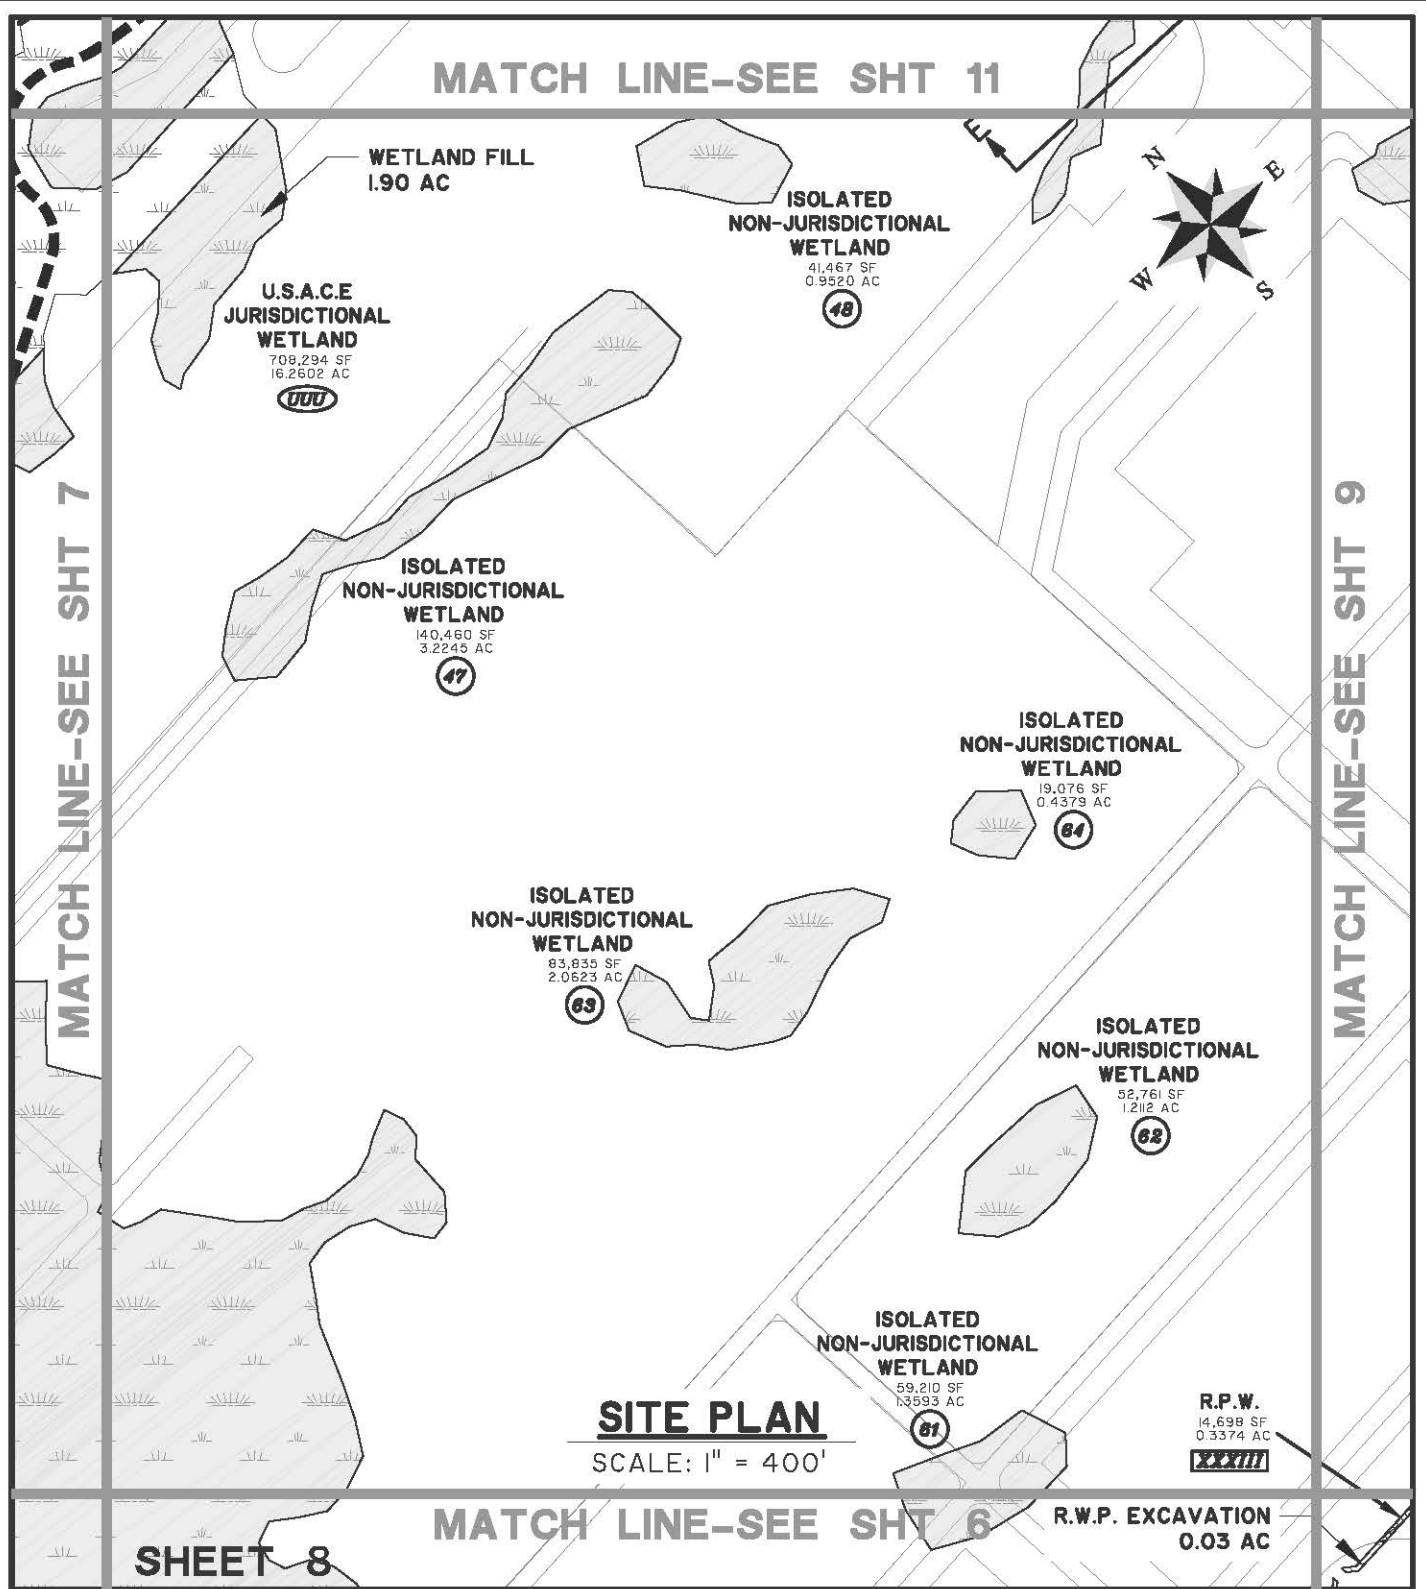 MATCH LINE-SEE SHT 11
WETLAND FILL
1.90 AC
E
N
E
W
S
ISOLATED
NON-JURISDICTIONAL
WETLAND
41,467 SF
0.9520 AC
48
U.S.A.C.E
JURISDICTIONAL
WETLAND
708,294 SF
16.2602 AC
UUU
MATCH LINE-SEE SHT 7
MATCH LINE-SEE SHT 9
ISOLATED
NON-JURISDICTIONAL
WETLAND
140,460 SF
3.2245 AC
47
ISOLATED
NON-JURISDICTIONAL
WETLAND
19,076 SF
0.4379 AC
64
ISOLATED
NON-JURISDICTIONAL
WETLAND
83,835 SF
2.0623 AC
63
ISOLATED
NON-JURISDICTIONAL
WETLAND
52,761 SF
1.2112 AC
62
ISOLATED
NON-JURISDICTIONAL
WETLAND
59,210 SF
1.3593 AC
61
SITE PLAN
SCALE: 1" = 400'
R.P.W.
14,698 SF
0.3374 AC
XXXIII
MATCH LINE-SEE SHT 6
R.W.P. EXCAVATION
0.03 AC
SHEET 8